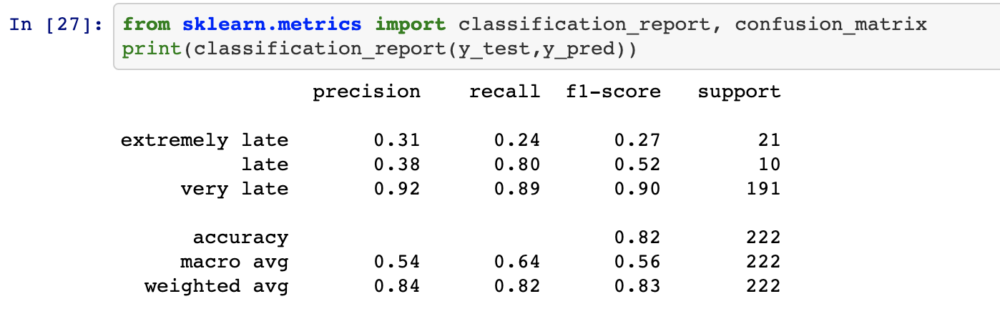 In [27]: from sklearn.metrics import classification_report, confusion_matrix
print(classification_report(y_test,y_pred))
precision recall f1-score support
extremely late 0.31 0.24 0.27 21
late 0.38 0.80 0.52 10
very late 0.92 0.89 0.90 191
accuracy 0.82 222
macro avg 0.54 0.64 0.56 222
weighted avg 0.84 0.82 0.83 222